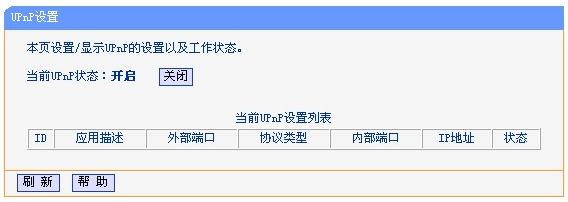 UPnP设置
本页设置/显示UPnP的设置以及工作状态。
当前UPnP状态：开启 关闭
当前UPnP设置列表
ID 应用描述 外部端口 协议类型 内部端口 IP地址 状态
刷 新 帮 助